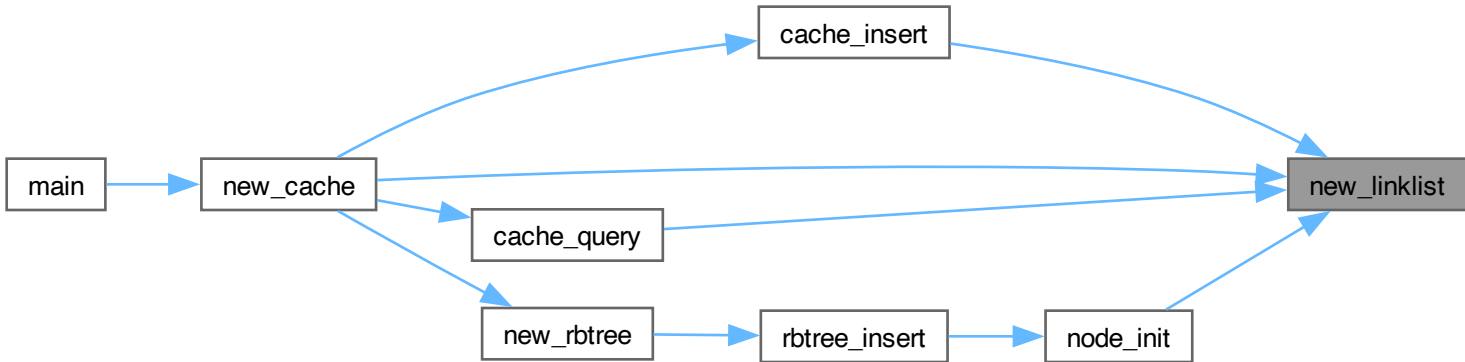 cache_insert
main
new_cache
new_linklist
cache_query
new_rbtree
rbtree_insert
node_init